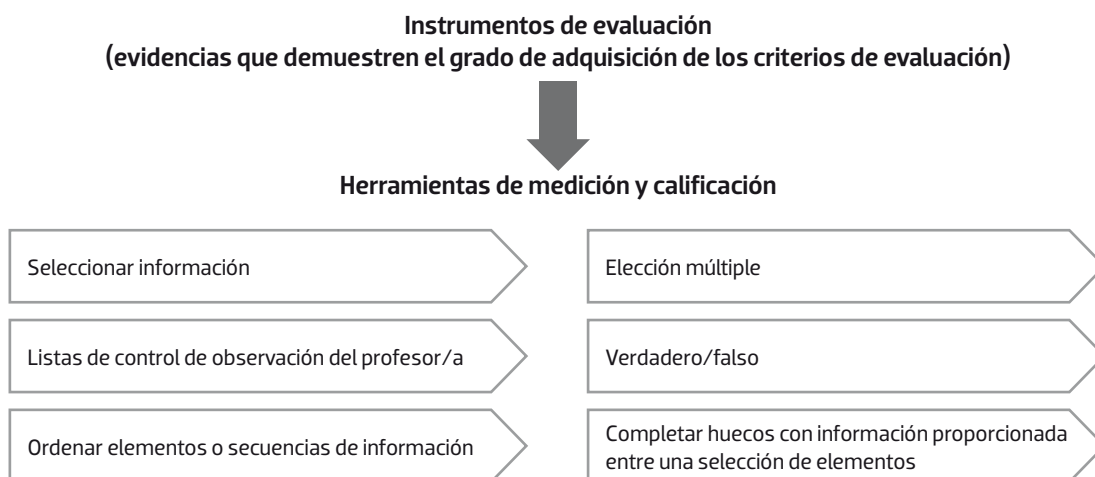 Instrumentos de evaluación
(evidencias que demuestren el grado de adquisición de los criterios de evaluación)
Herramientas de medición y calificación
Seleccionar información
Elección múltiple
Listas de control de observación del profesor/a
Verdadero/falso
Ordenar elementos o secuencias de información
Completar huecos con información proporcionada
entre una selección de elementos